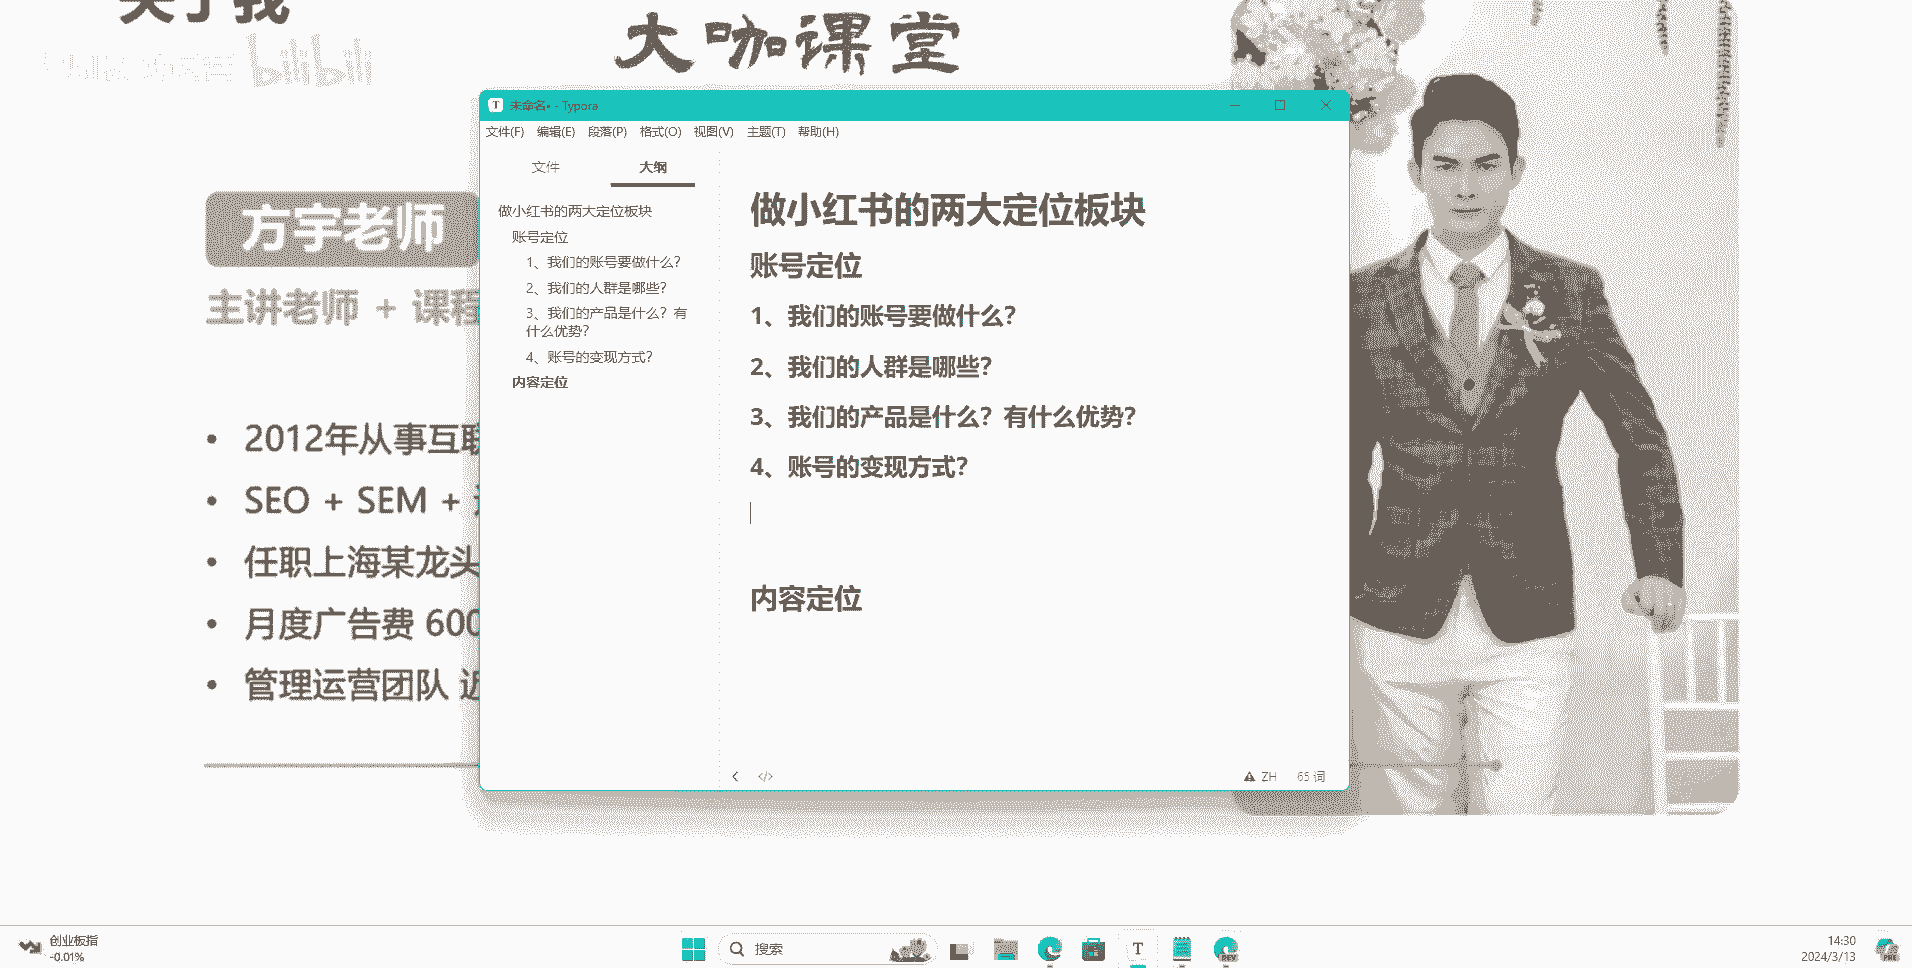 关于我
bilibili
大咖课堂
方宇老师
主讲老师 + 课程
2012年从事互联
SEO + SEM +
任职上海某龙头
月度广告费 600
管理运营团队 近
未命名• - Typora
文件(F) 编辑(E) 段落(P) 格式(O) 视图(V) 主题(T) 帮助(H)
文件 大纲
做小红书的两大定位板块
账号定位
1、我们的账号要做什么？
2、我们的人群是哪些？
3、我们的产品是什么？有
什么优势？
4、账号的变现方式？
内容定位
做小红书的两大定位板块
账号定位
1、我们的账号要做什么？
2、我们的人群是哪些？
3、我们的产品是什么？有什么优势？
4、账号的变现方式？
内容定位
ZH 65 词
创业板指
-0.01%
搜索
T
DEV
14:30
2024/3/13
PRE